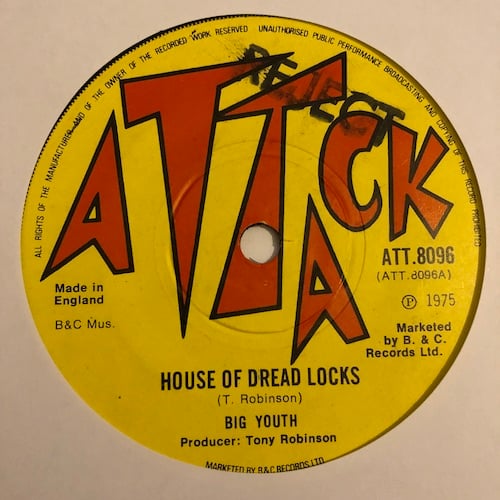 ALL RIGHTS OF THE MANUFACTURER AND OF THE OWNER OF THE RECORDED WORK RESERVED UNAUTHORISED PUBLIC PERFORMANCE BROADCASTING AND COPYING OF THIS RECORD PROHIBITED
REJECT
ATTACK
ATT.8096
(ATT.8096A)
Made in
England
Ⓟ 1975
B&C Mus.
Marketed
by B. & C.
Records Ltd.
HOUSE OF DREAD LOCKS
(T. Robinson)
BIG YOUTH
Producer: Tony Robinson
MARKETED BY B&C RECORDS LTD